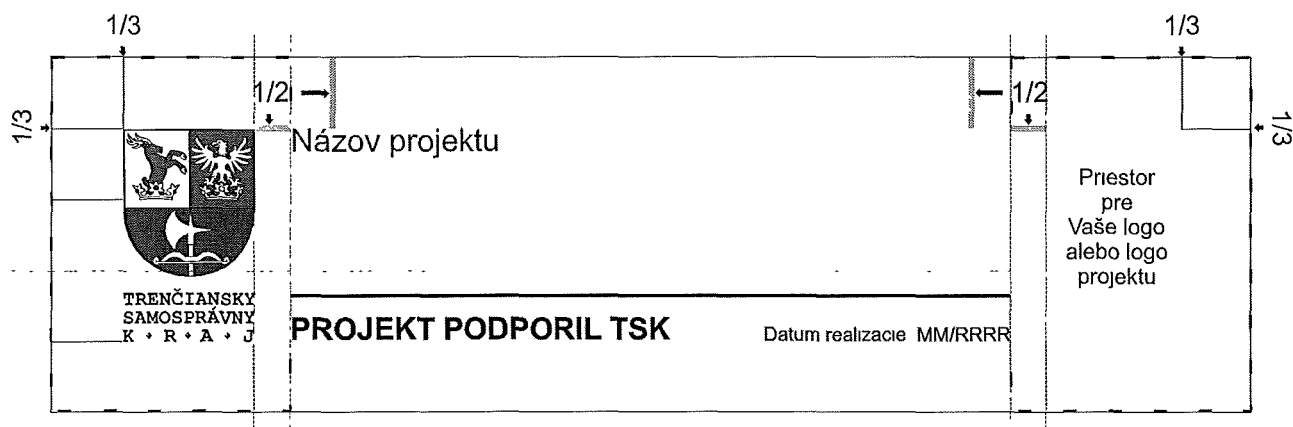 1/3
1/3
1/2
1/2
1/3
1/3
Názov projektu
Priestor
pre
Vaše logo
alebo logo
projektu
TRENČIANSKY
SAMOSPRÁVNY
K • R • A • J
PROJEKT PODPORIL TSK
Datum realizacie MM/RRRR